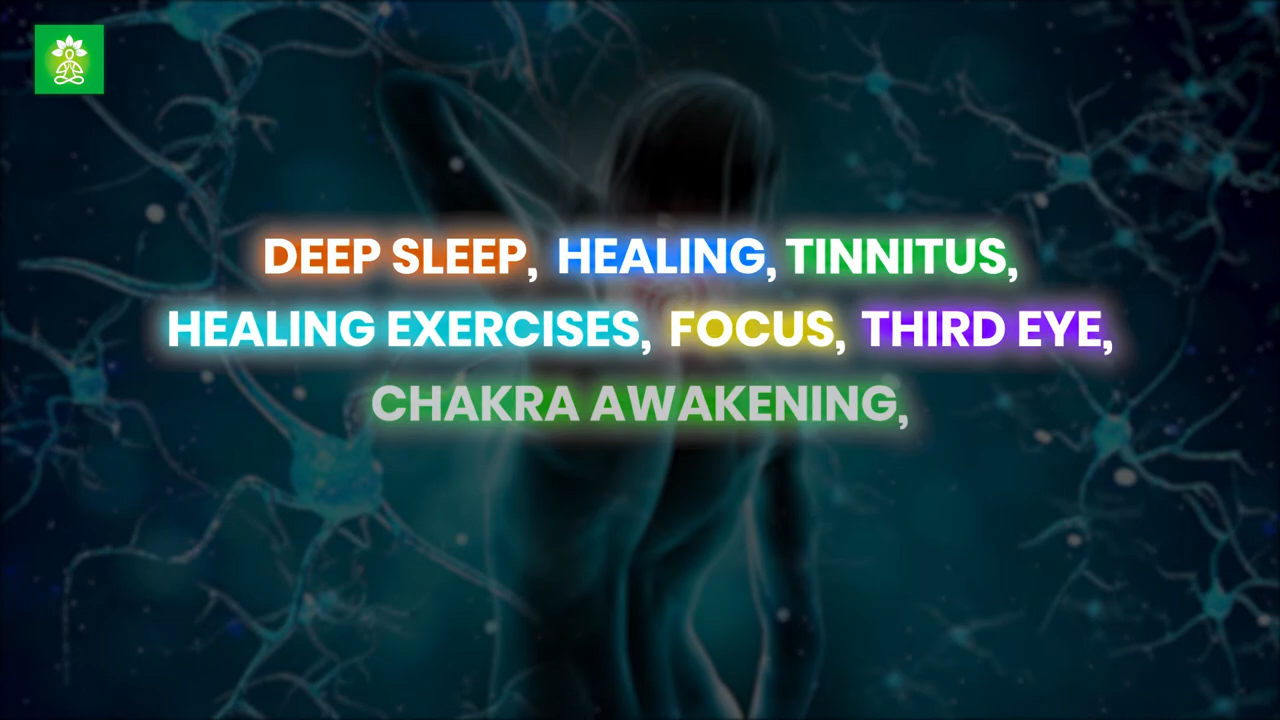 DEEP SLEEP, HEALING, TINNITUS,
HEALING EXERCISES, FOCUS, THIRD EYE,
CHAKRA AWAKENING,